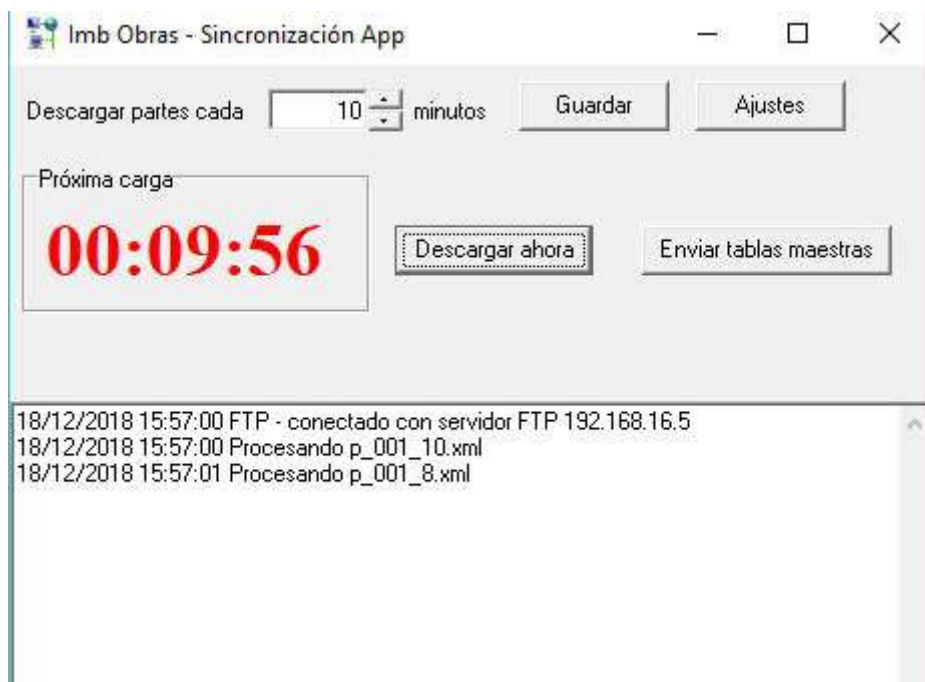 Imb Obras - Sincronización App
Descargar partes cada 10 minutos Guardar Ajustes
Próxima carga
00:09:56 Descargar ahora Enviar tablas maestras
18/12/2018 15:57:00 FTP - conectado con servidor FTP 192.168.16.5
18/12/2018 15:57:00 Procesando p_001_10.xml
18/12/2018 15:57:01 Procesando p_001_8.xml